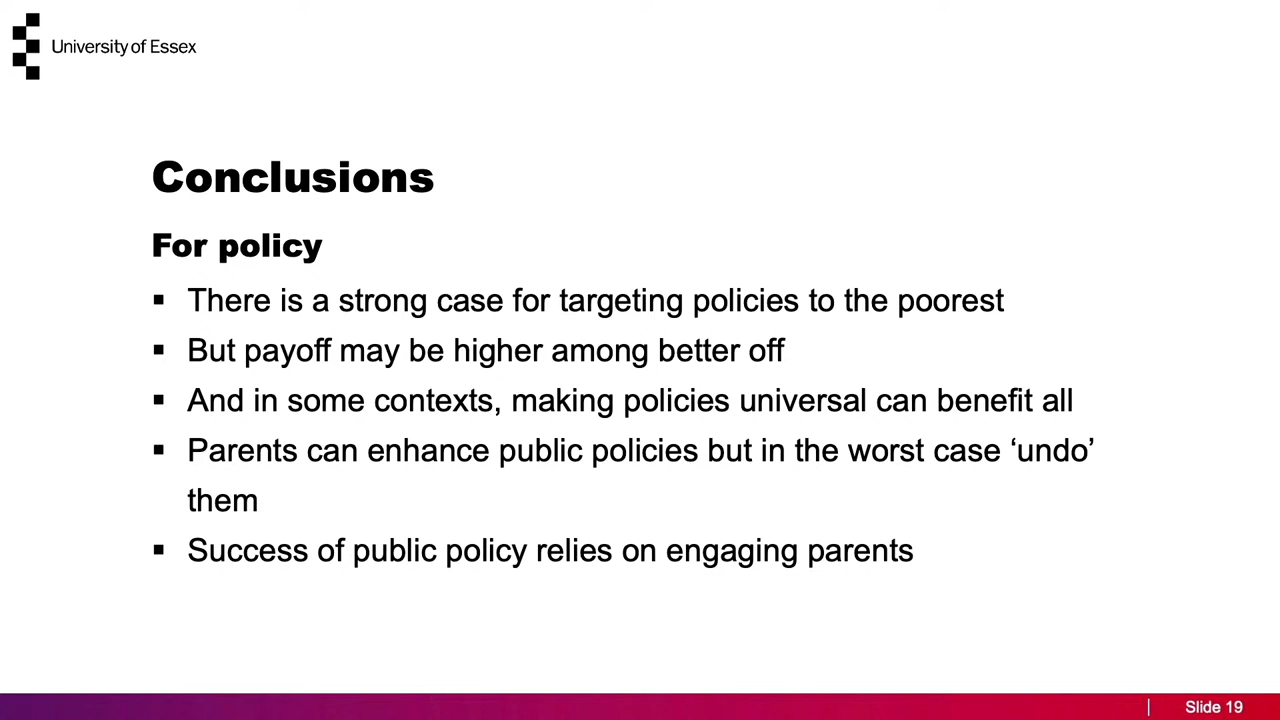 University of Essex
Conclusions
For policy
▪ There is a strong case for targeting policies to the poorest
▪ But payoff may be higher among better off
▪ And in some contexts, making policies universal can benefit all
▪ Parents can enhance public policies but in the worst case ‘undo’
them
▪ Success of public policy relies on engaging parents
| Slide 19